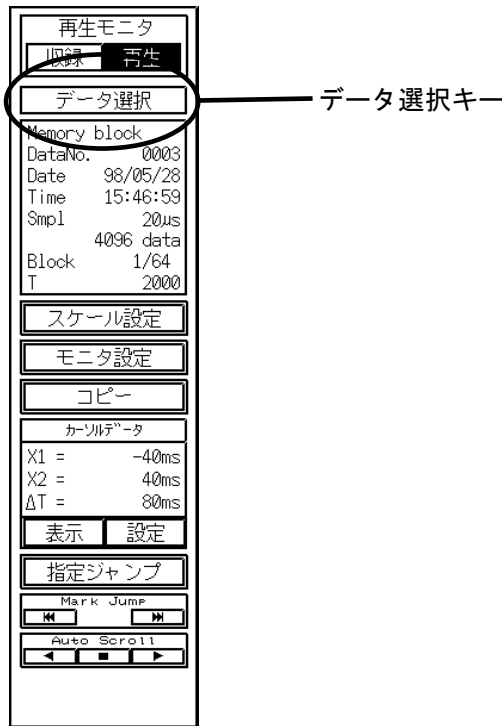 再生モニタ
収録 再生
データ選択
データ選択キー
Memory block
DataNo. 0003
Date 98/05/28
Time 15:46:59
Smpl 20µs
4096 data
Block 1/64
T 2000
スケール設定
モニタ設定
コピー
カーソルデータ
X1 = -40ms
X2 = 40ms
ΔT = 80ms
表示 設定
指定ジャンプ
Mark Jump
Auto Scroll